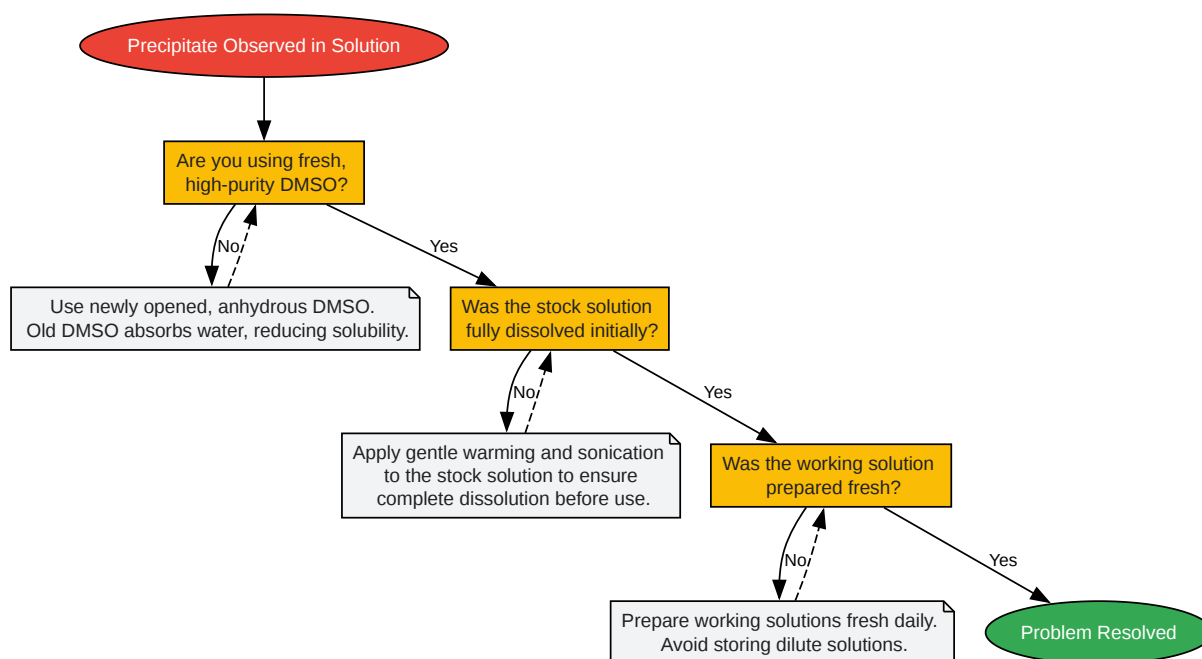 Precipitate Observed in Solution
Are you using fresh,
high-purity DMSO?
No
Yes
Use newly opened, anhydrous DMSO.
Old DMSO absorbs water, reducing solubility.
Was the stock solution
fully dissolved initially?
No
Yes
Apply gentle warming and sonication
to the stock solution to ensure
complete dissolution before use.
Was the working solution
prepared fresh?
No
Yes
Prepare working solutions fresh daily.
Avoid storing dilute solutions.
Problem Resolved